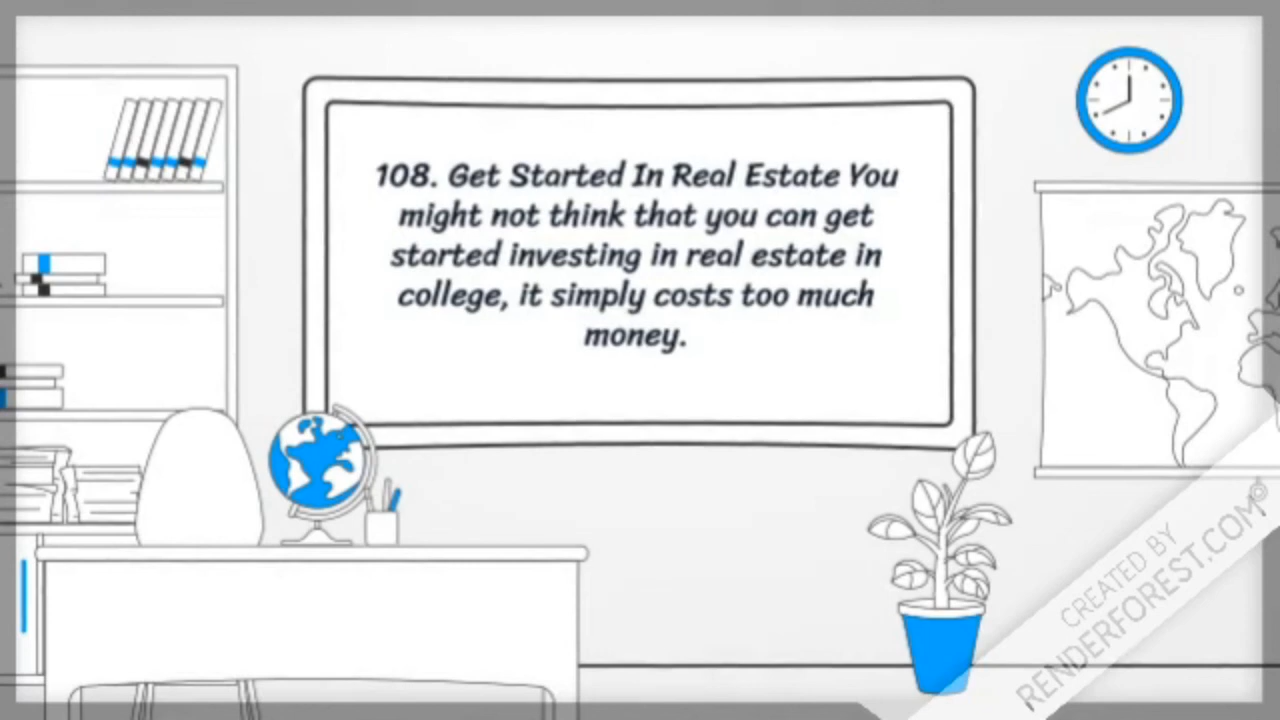 108. Get Started In Real Estate You
might not think that you can get
started investing in real estate in
college, it simply costs too much
money.
CREATED BY
RENDERFOREST.COM®